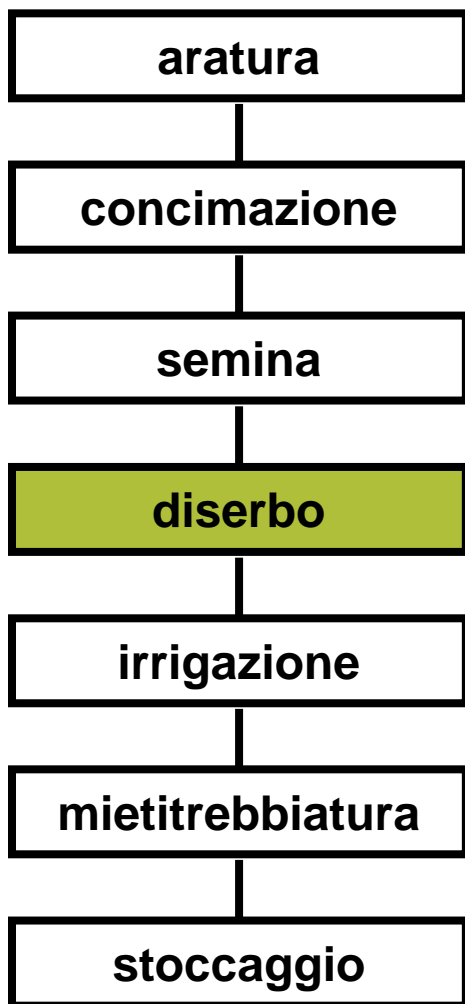 aratura
concimazione
semina
diserbo
irrigazione
mietitrebbiatura
stoccaggio